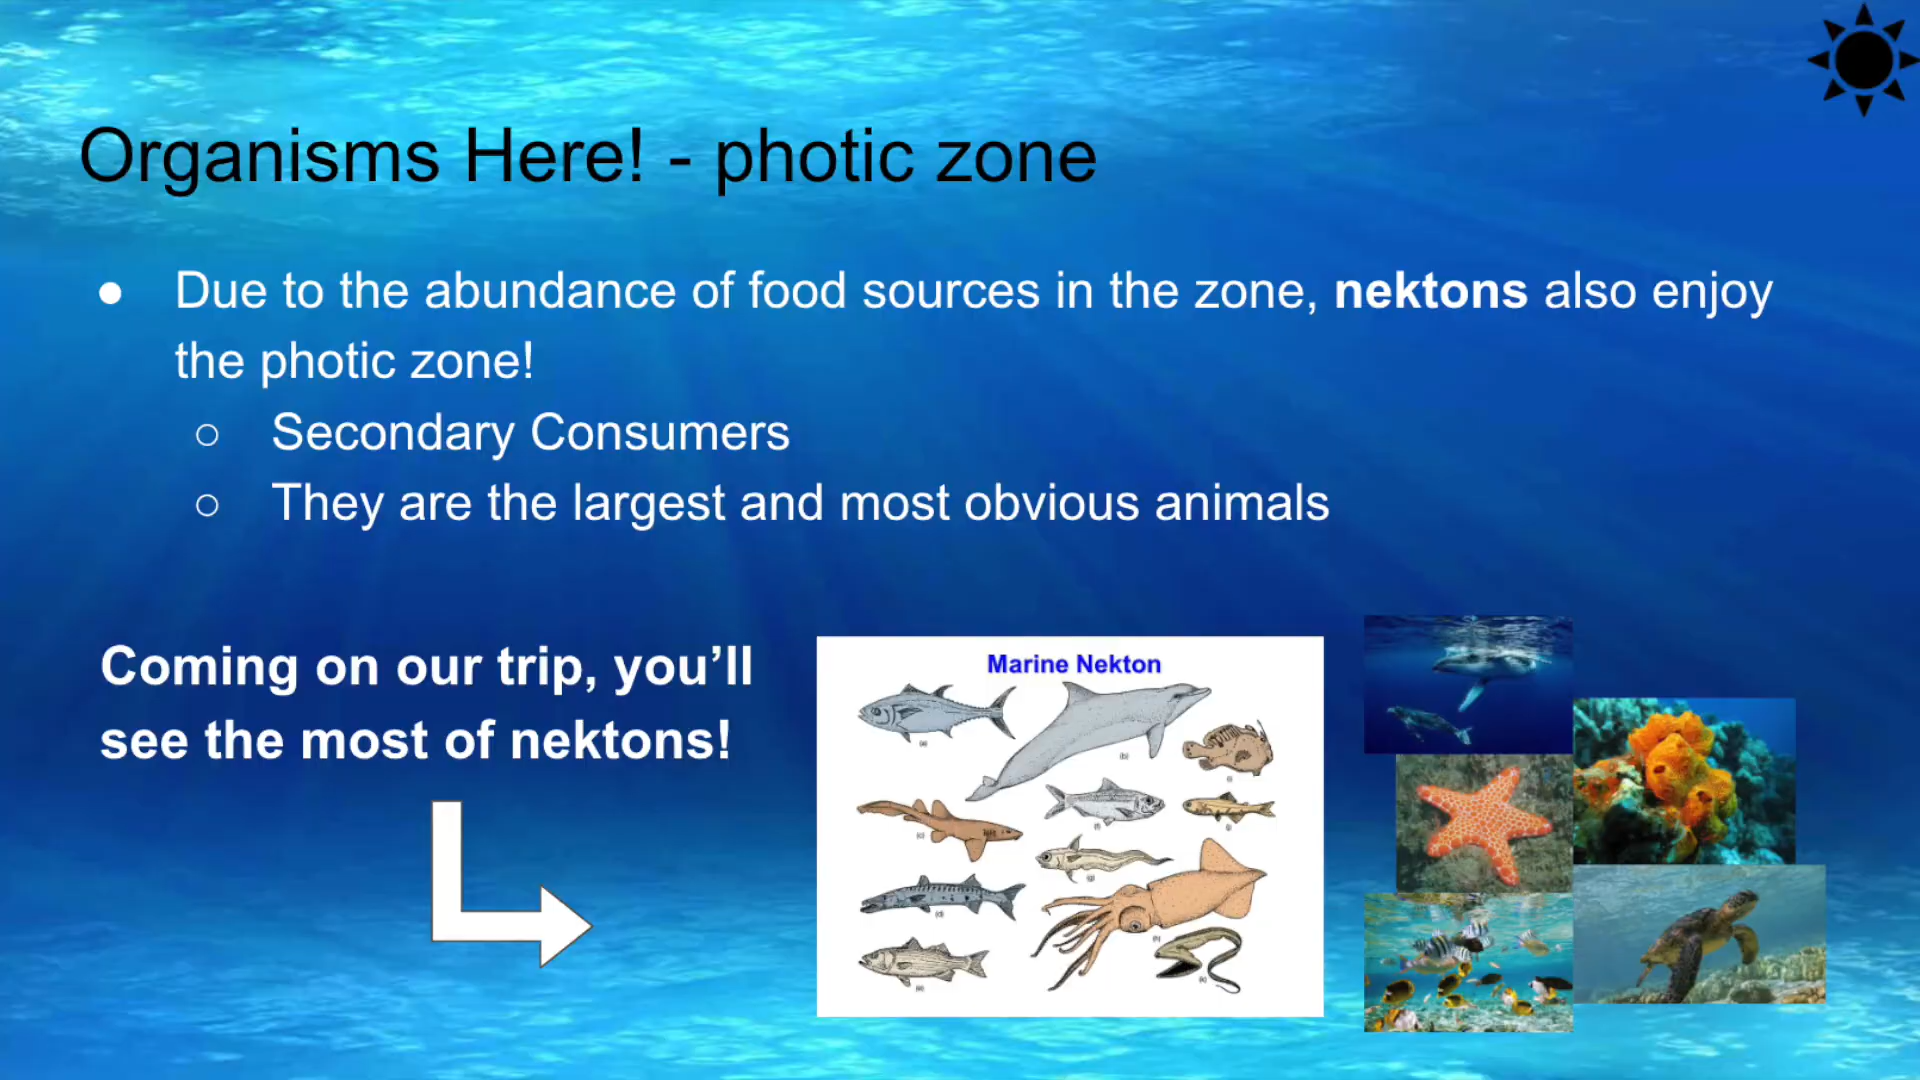 Organisms Here! - photic zone
● Due to the abundance of food sources in the zone, nektons also enjoy
the photic zone!
○ Secondary Consumers
○ They are the largest and most obvious animals
Coming on our trip, you’ll
see the most of nektons!
Marine Nekton
(a)
(b)
(c)
(d)
(e)
(f)
(g)
(h)